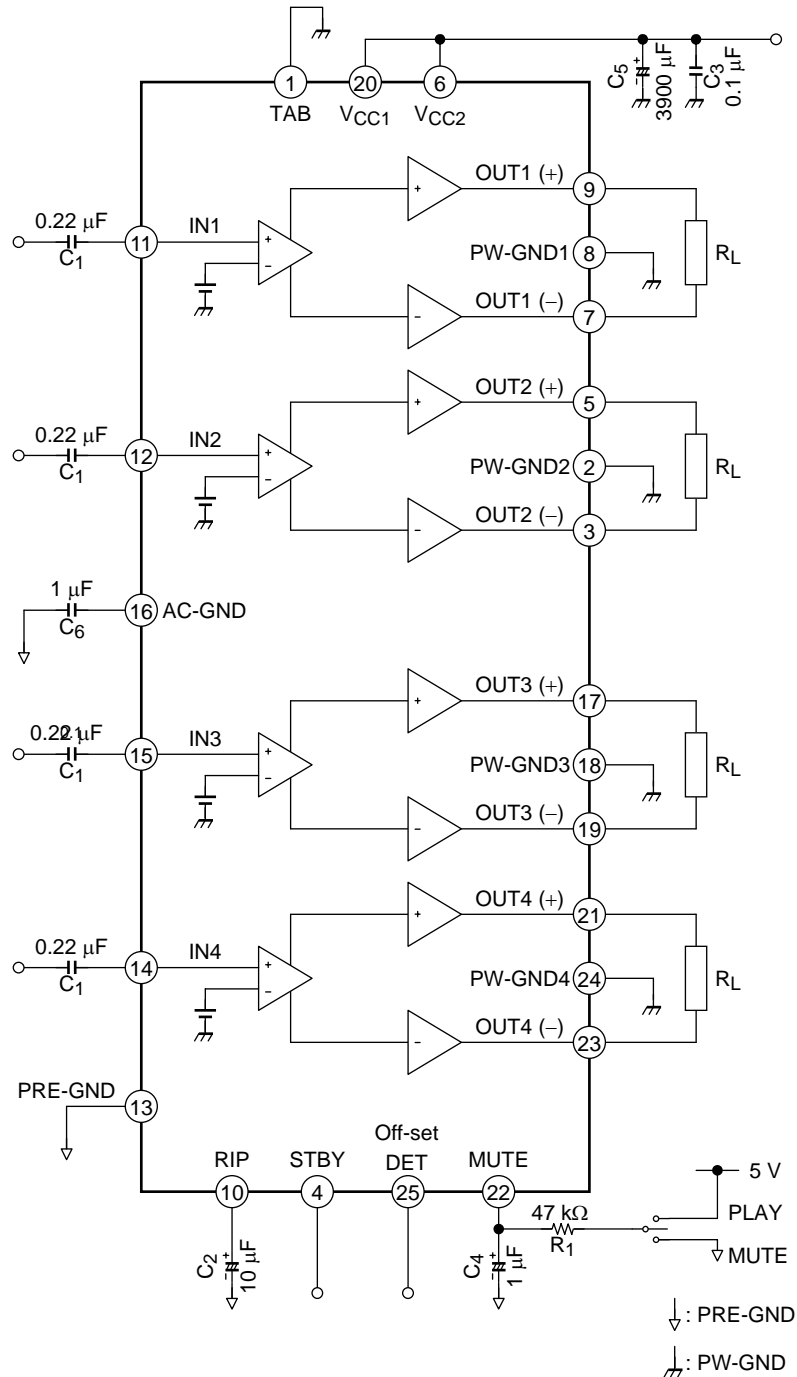 1
20
6
TAB
VCC1
VCC2
C5
3900 μF
C3
0.1 μF
OUT1 (+)
9
0.22 μF
C1
11
IN1
PW-GND1
8
RL
OUT1 (−)
7
OUT2 (+)
5
0.22 μF
C1
12
IN2
PW-GND2
2
RL
OUT2 (−)
3
1 μF
C6
16
AC-GND
OUT3 (+)
17
C1
15
IN3
PW-GND3
18
RL
OUT3 (−)
19
OUT4 (+)
21
0.22 μF
C1
14
IN4
PW-GND4
24
RL
OUT4 (−)
23
PRE-GND
13
RIP
STBY
Off-set
DET
MUTE
10
4
25
22
C2
10 μF
C4
1 μF
47 kΩ
R1
5 V
PLAY
MUTE
: PRE-GND
: PW-GND